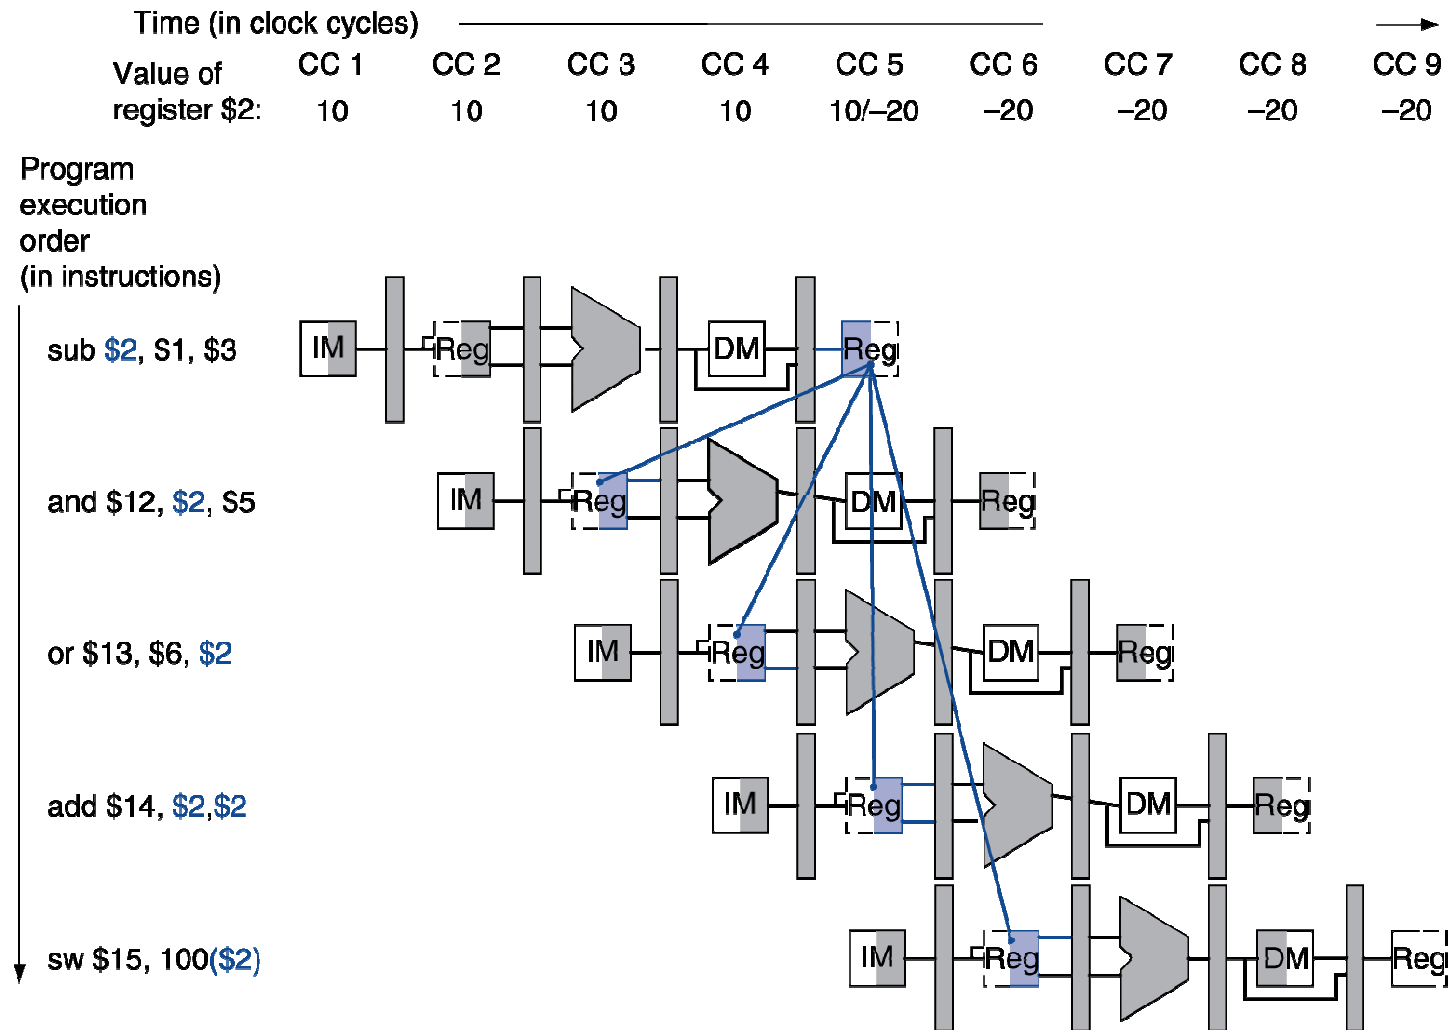 Time (in clock cycles)
Value of register $2:
CC 1 CC 2 CC 3 CC 4 CC 5 CC 6 CC 7 CC 8 CC 9
10 10 10 10 10/–20 –20 –20 –20 –20
Program
execution
order
(in instructions)
sub $2, S1, $3
IM Reg DM Reg
and $12, $2, S5
IM Reg DM Reg
or $13, $6, $2
IM Reg DM Reg
add $14, $2,$2
IM Reg DM Reg
sw $15, 100($2)
IM Reg DM Reg